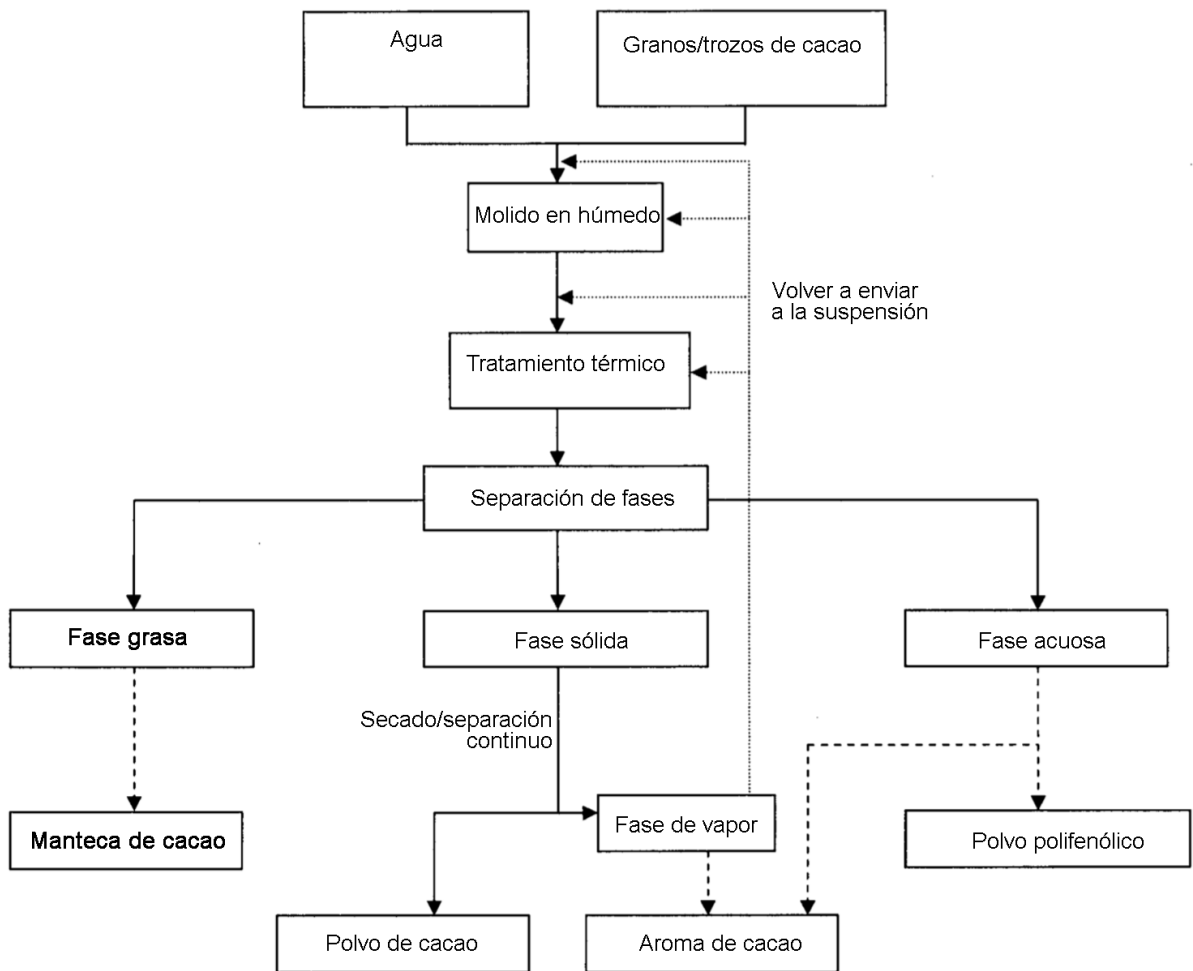 Agua
Granos/trozos de cacao
Molido en húmedo
Volver a enviar
a la suspensión
Tratamiento térmico
Separación de fases
Fase grasa
Fase sólida
Fase acuosa
Secado/separación
continuo
Fase de vapor
Manteca de cacao
Polvo polifenólico
Polvo de cacao
Aroma de cacao